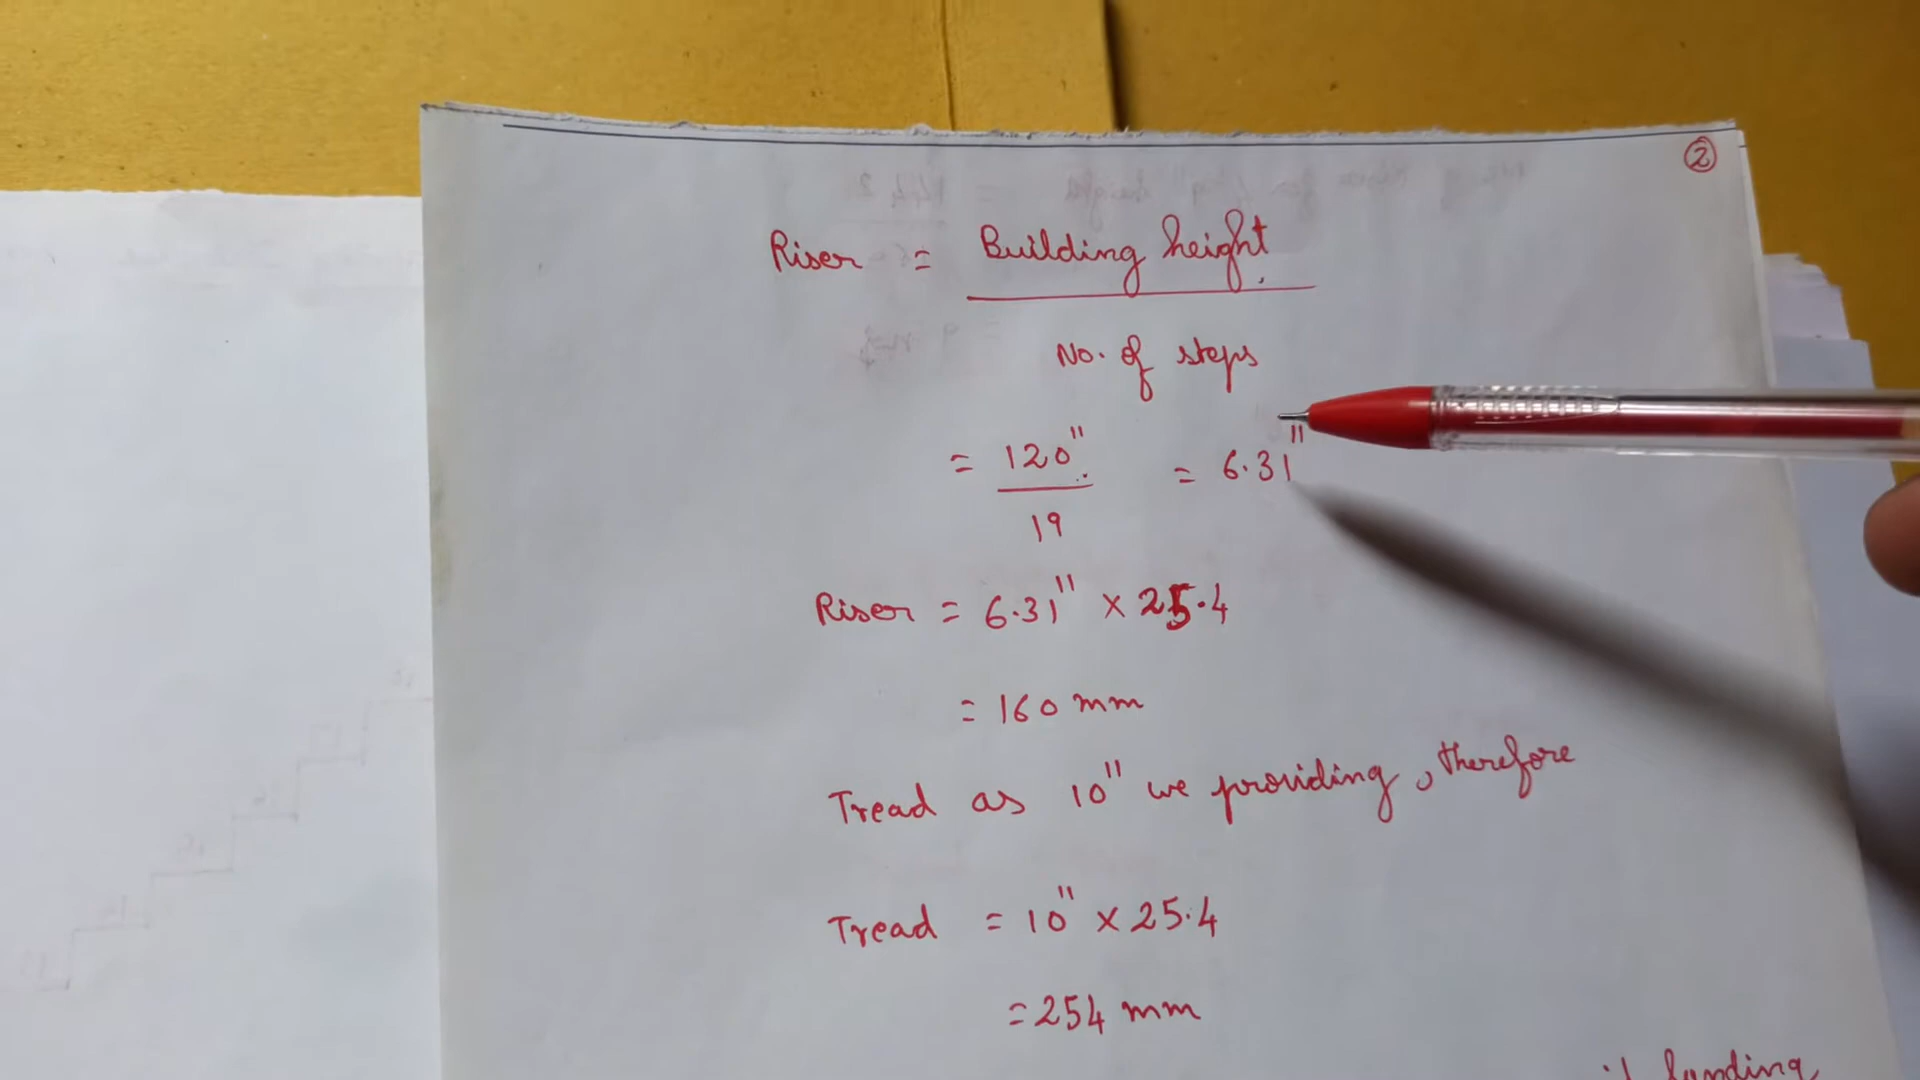 ②
Riser = Building height
No. of steps
= 120" = 6.31"
19
Riser = 6.31" × 25.4
= 160 mm
Tread as 10" we providing, therefore
Tread = 10" × 25.4
= 254 mm
landing